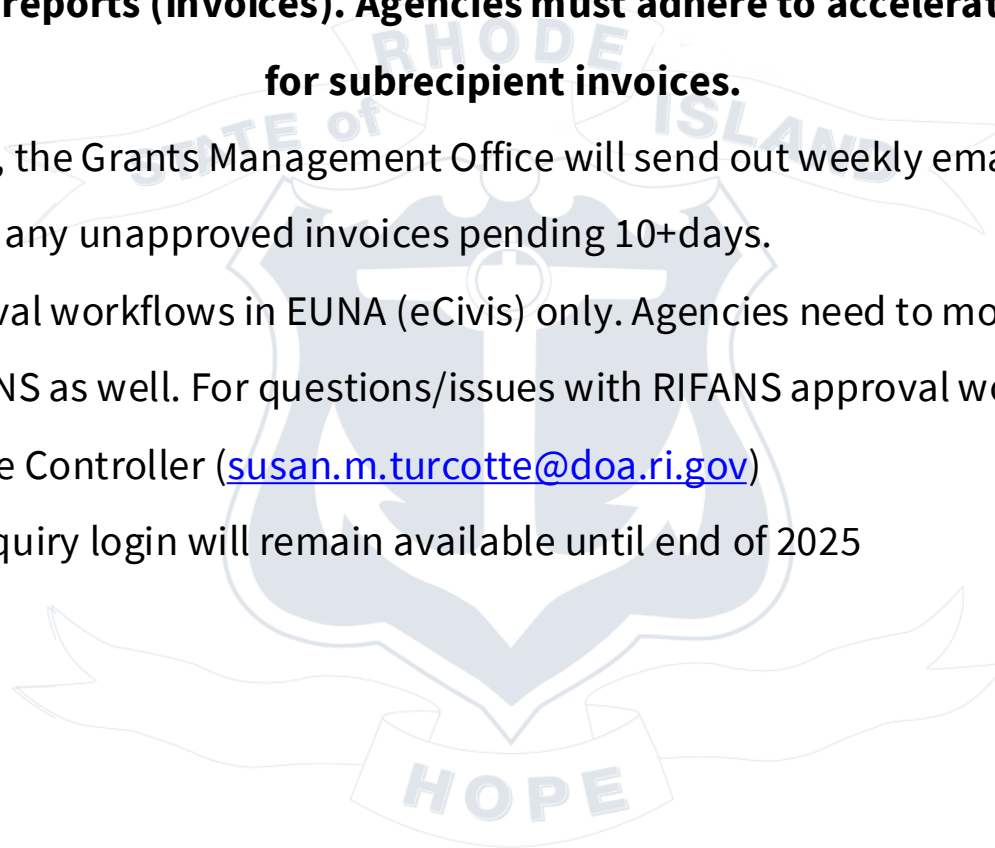 reports (invoices). Agencies must adhere to accelerat
for subrecipient invoices.
, the Grants Management Office will send out weekly ema
any unapproved invoices pending 10+days.
val workflows in EUNA (eCivis) only. Agencies need to mo
NS as well. For questions/issues with RIFANS approval wo
e Controller (susan.m.turcotte@doa.ri.gov)
quiry login will remain available until end of 2025
STATE of RHODE ISLAND
HOPE